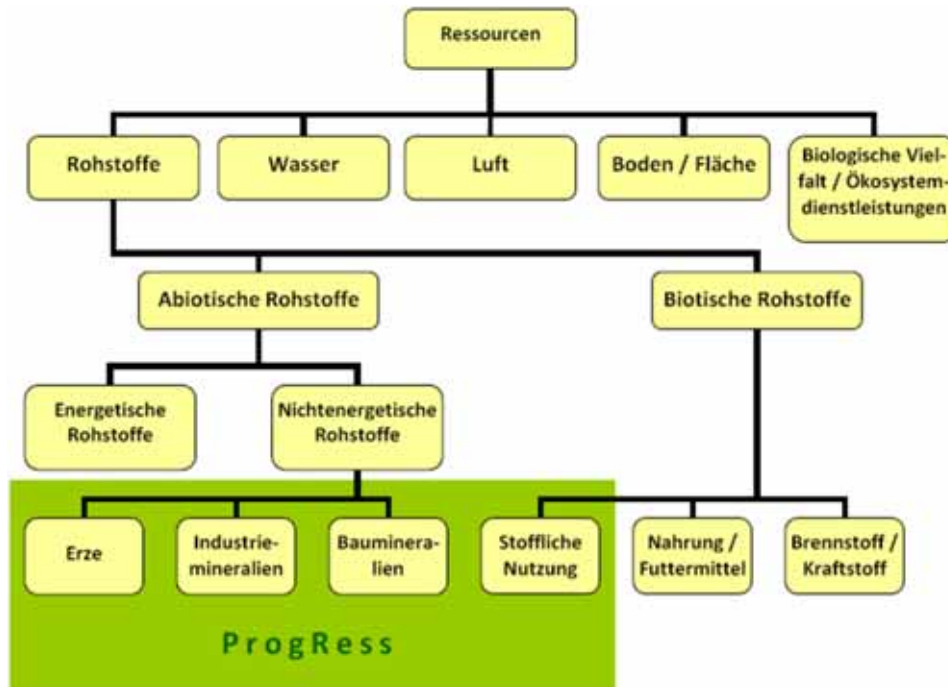 Ressourcen
Rohstoffe
Wasser
Luft
Boden / Fläche
Biologische Viel-
falt / Ökosystem-
dienstleistungen
Abiotische Rohstoffe
Biotische Rohstoffe
Energetische
Rohstoffe
Nichtenergetische
Rohstoffe
Erze
Industrie-
mineralien
Bauminera-
lien
Stoffliche
Nutzung
Nahrung /
Futtermittel
Brennstoff /
Kraftstoff
ProgRess